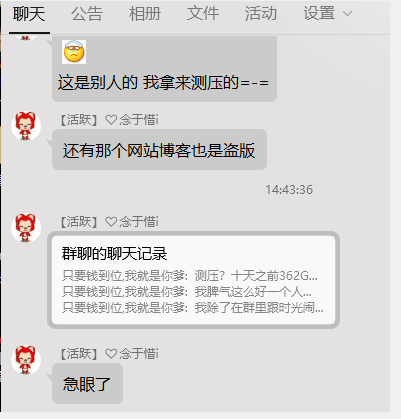 聊天 公告 相册 文件 活动 设置
这是别人的 我拿来测压的=-=
【活跃】♡念于惜i
还有那个网站博客也是盗版
14:43:36
【活跃】♡念于惜i
群聊的聊天记录
只要钱到位,我就是你爹: 测压？十天之前362G...
只要钱到位,我就是你爹: 我脾气这么好一个人...
只要钱到位,我就是你爹: 我除了在群里跟时光闹...
【活跃】♡念于惜i
急眼了